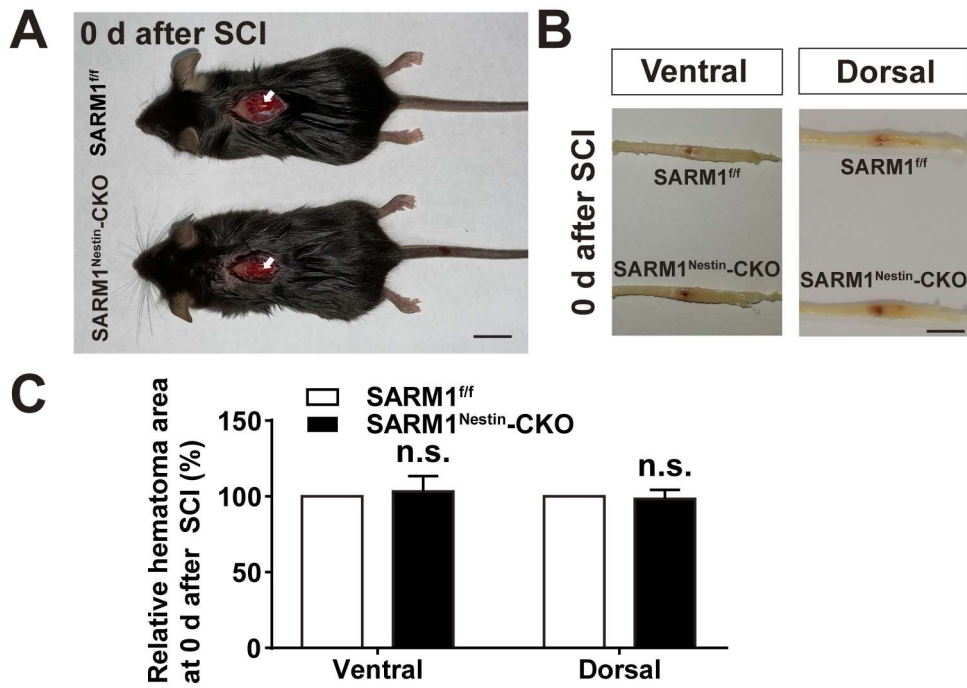 A
0 d after SCI
SARM1f/f
SARM1Nestin-CKO
B
Ventral
Dorsal
0 d after SCI
SARM1f/f
SARM1f/f
SARM1Nestin-CKO
SARM1Nestin-CKO
C
SARM1f/f
SARM1Nestin-CKO
Relative hematoma area
at 0 d after SCI (%)
150
100
50
0
n.s.
n.s.
Ventral
Dorsal